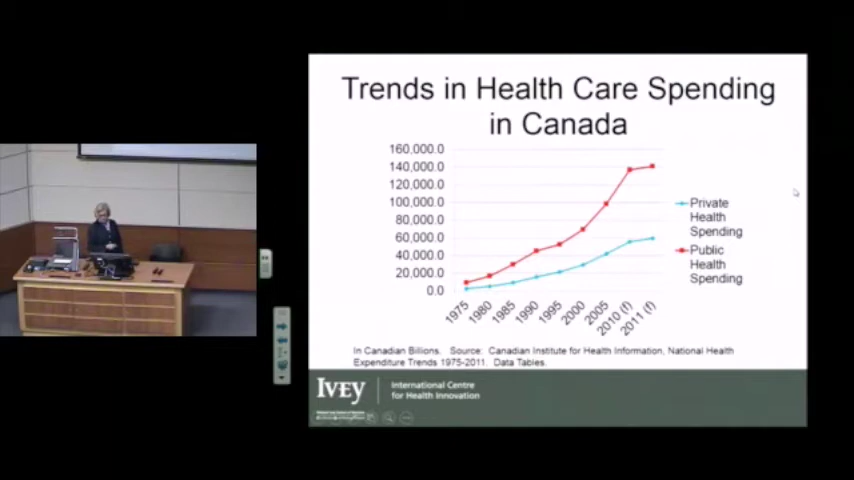 Trends in Health Care Spending
in Canada
160,000.0
140,000.0
120,000.0
100,000.0
80,000.0
60,000.0
40,000.0
20,000.0
0.0
1975
1980
1985
1990
1995
2000
2005
2010 (f)
2011 (f)
Private
Health
Spending
Public
Health
Spending
In Canadian Billions. Source: Canadian Institute for Health Information, National Health
Expenditure Trends 1975-2011. Data Tables.
IVEY
International Centre
for Health Innovation